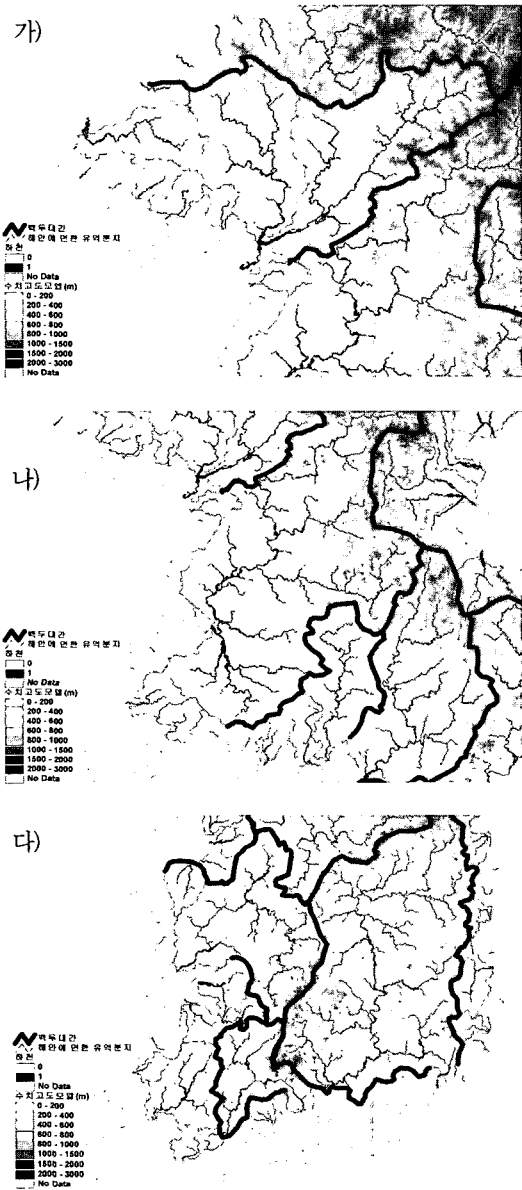 가)
백두대간
해안에 면한 유역분지
하천
0
1
No Data
수치고도모델(m)
0 - 200
200 - 400
400 - 600
600 - 800
800 - 1000
1000 - 1500
1500 - 2000
2000 - 3000
No Data
나)
백두대간
해안에 면한 유역분지
하천
0
1
No Data
수치고도모델(m)
0 - 200
200 - 400
400 - 600
600 - 800
800 - 1000
1000 - 1500
1500 - 2000
2000 - 3000
No Data
다)
백두대간
해안에 면한 유역분지
하천
0
1
No Data
수치고도모델(m)
0 - 200
200 - 400
400 - 600
600 - 800
800 - 1000
1000 - 1500
1500 - 2000
2000 - 3000
No Data